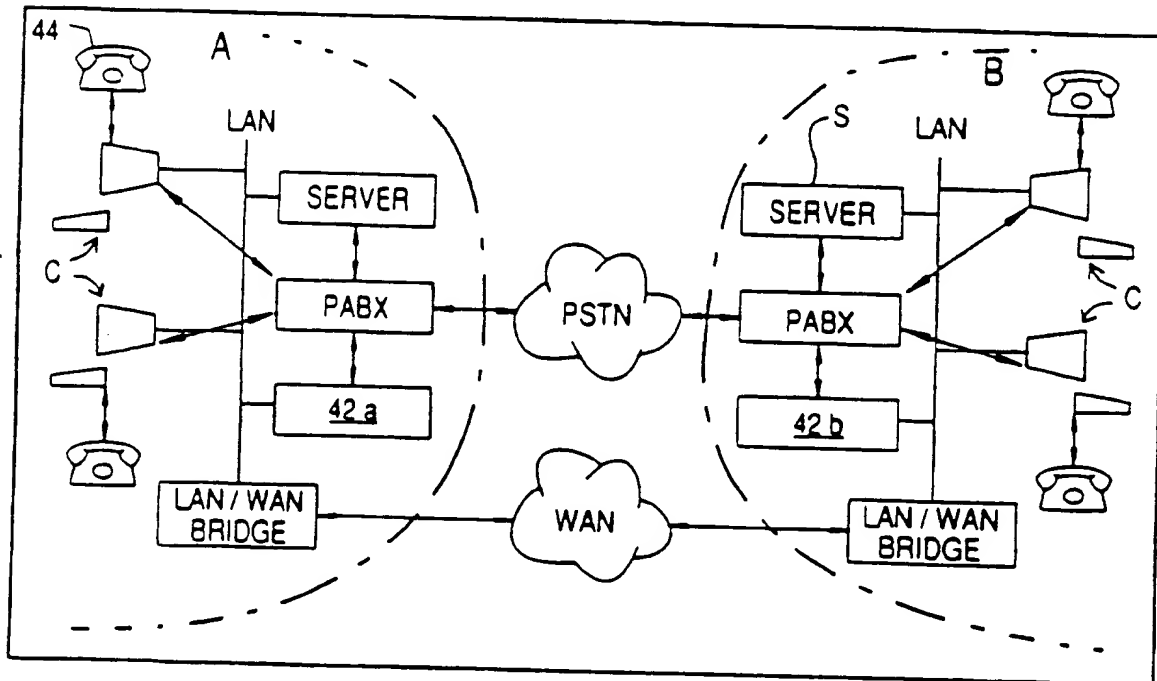 44
A
B
LAN
S
LAN
SERVER
SERVER
C
C
PABX
PSTN
PABX
42 a
42 b
LAN / WAN
BRIDGE
WAN
LAN / WAN
BRIDGE